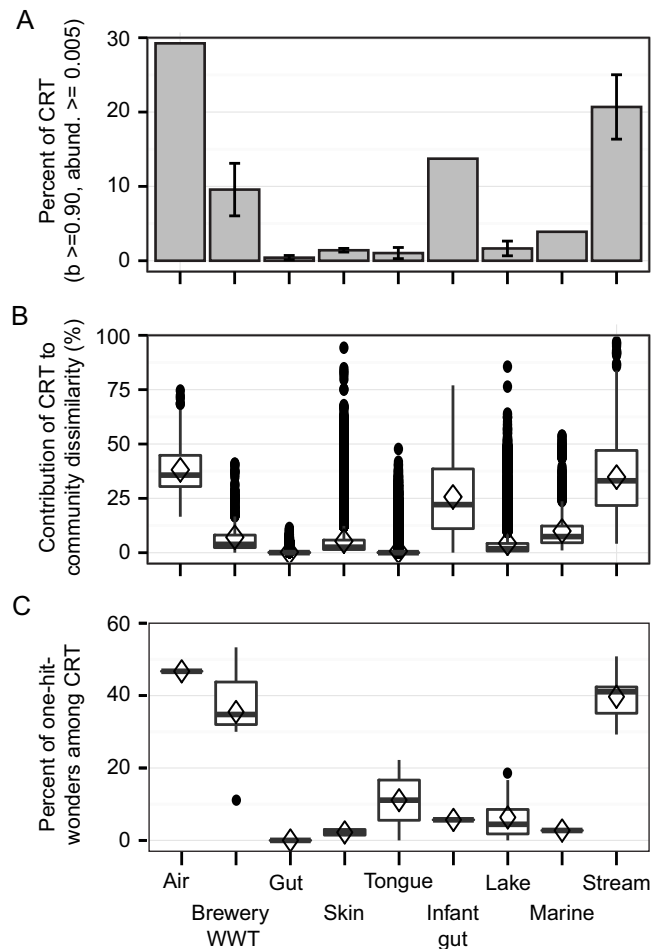 A
Percent of CRT
(b >=0.90, abund. >= 0.005)
30
20
10
0
B
Contribution of CRT to
community dissimilarity (%)
100
75
50
25
0
C
Percent of one-hit-
wonders among CRT
60
40
20
0
Air
Gut
Tongue
Lake
Stream
Brewery
WWT
Skin
Infant
gut
Marine